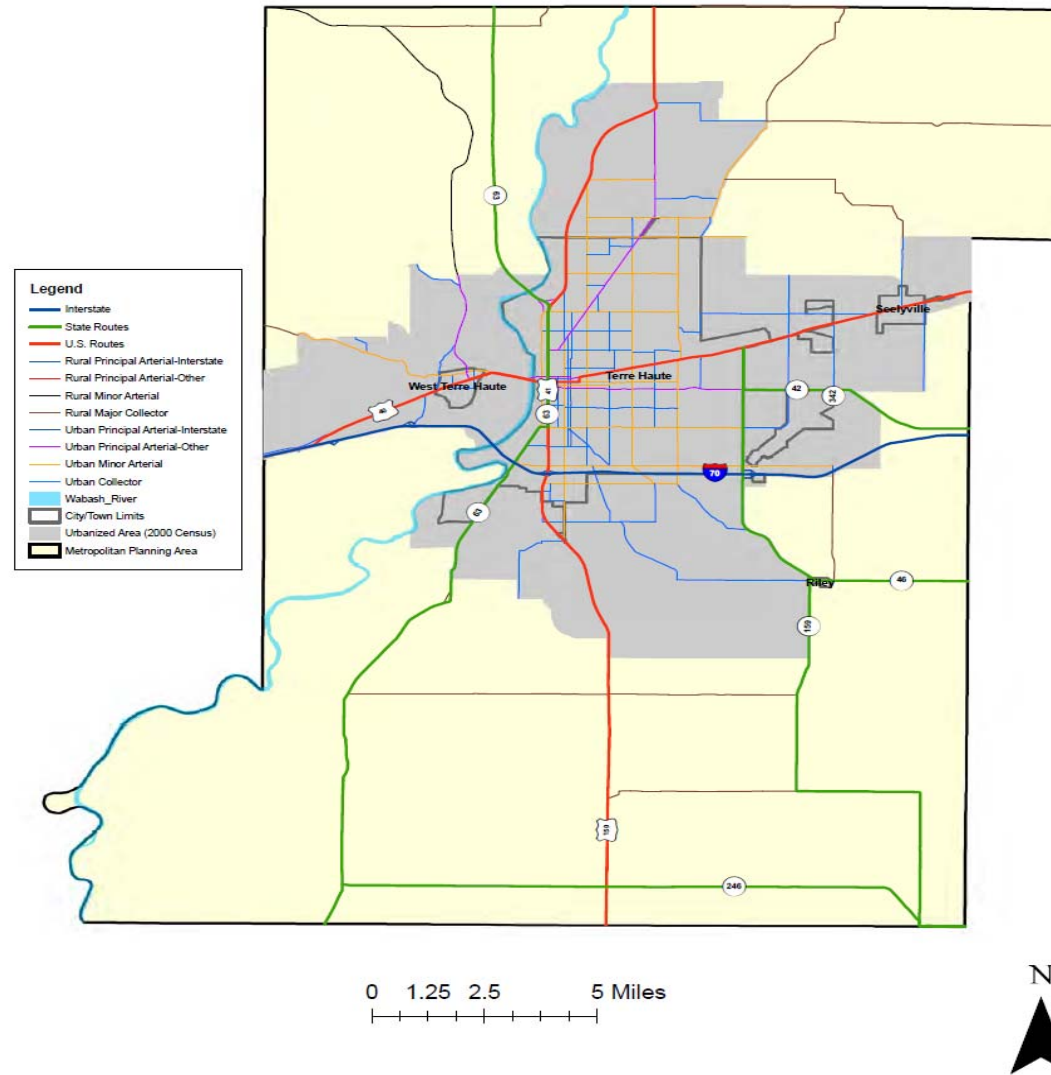 63
Legend
Interstate
State Routes
U.S. Routes
Rural Principal Arterial-Interstate
Rural Principal Arterial-Other
Rural Minor Arterial
Rural Major Collector
Urban Principal Arterial-Interstate
Urban Principal Arterial-Other
Urban Minor Arterial
Urban Collector
Wabash_River
City/Town Limits
Urbanized Area (2000 Census)
Metropolitan Planning Area
Seelyville
Terre Haute
West Terre Haute
41
42
342
40
63
70
63
Riley
46
159
159
246
0 1.25 2.5 5 Miles
N